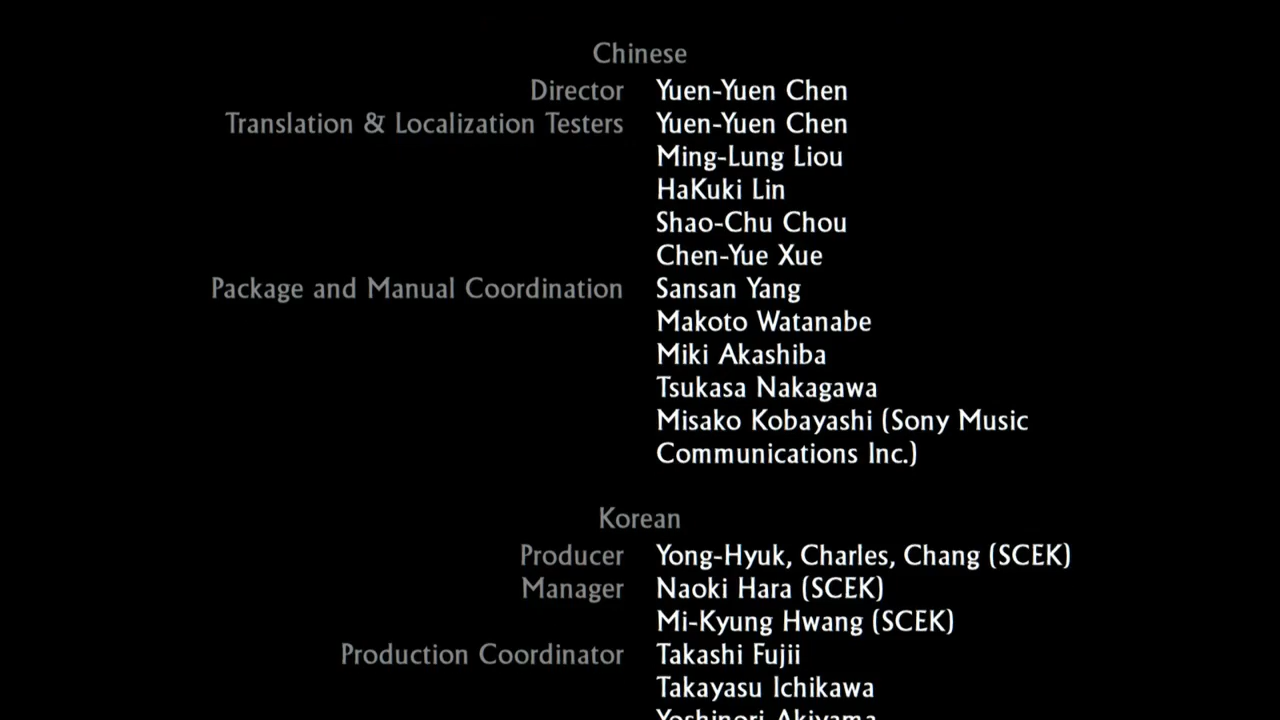 Chinese
Director Yuen-Yuen Chen
Translation & Localization Testers Yuen-Yuen Chen
Ming-Lung Liou
HaKuki Lin
Shao-Chu Chou
Chen-Yue Xue
Package and Manual Coordination Sansan Yang
Makoto Watanabe
Miki Akashiba
Tsukasa Nakagawa
Misako Kobayashi (Sony Music
Communications Inc.)
Korean
Producer Yong-Hyuk, Charles, Chang (SCEK)
Manager Naoki Hara (SCEK)
Mi-Kyung Hwang (SCEK)
Production Coordinator Takashi Fujii
Takayasu Ichikawa
Yoshinori Akiyama